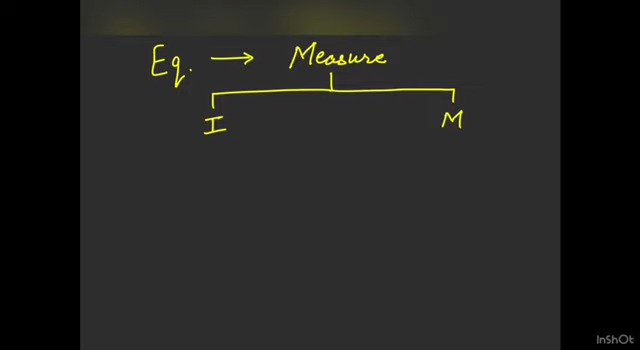 Eq. → Measure
I M
InShOt